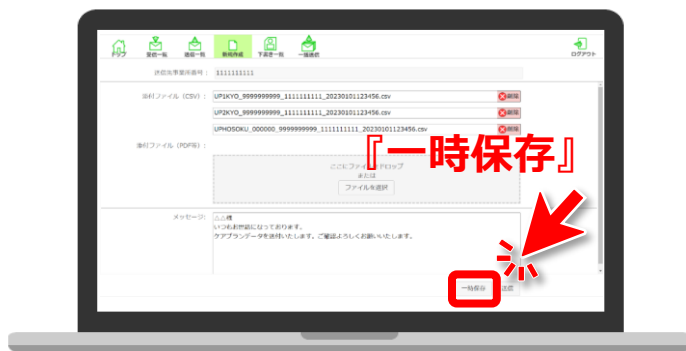 トップ 受信一覧 送信一覧 新規作成 下書き一覧 一括送信 ログアウト
送信先事業所番号： 1111111111
添付ファイル（CSV）： UP1KYO_9999999999_1111111111_20230101123456.csv 削除
UP2KYO_9999999999_1111111111_20230101123456.csv 削除
UPHOSOKU_000000_9999999999_1111111111_20230101123456.csv 削除
添付ファイル（PDF等）：
『一時保存』
ここにファイルをドロップ
または
ファイルを選択
メッセージ： △△様
いつもお世話になっております。
ケアプランデータを送付いたします。ご確認よろしくお願いいたします。
一時保存 送信